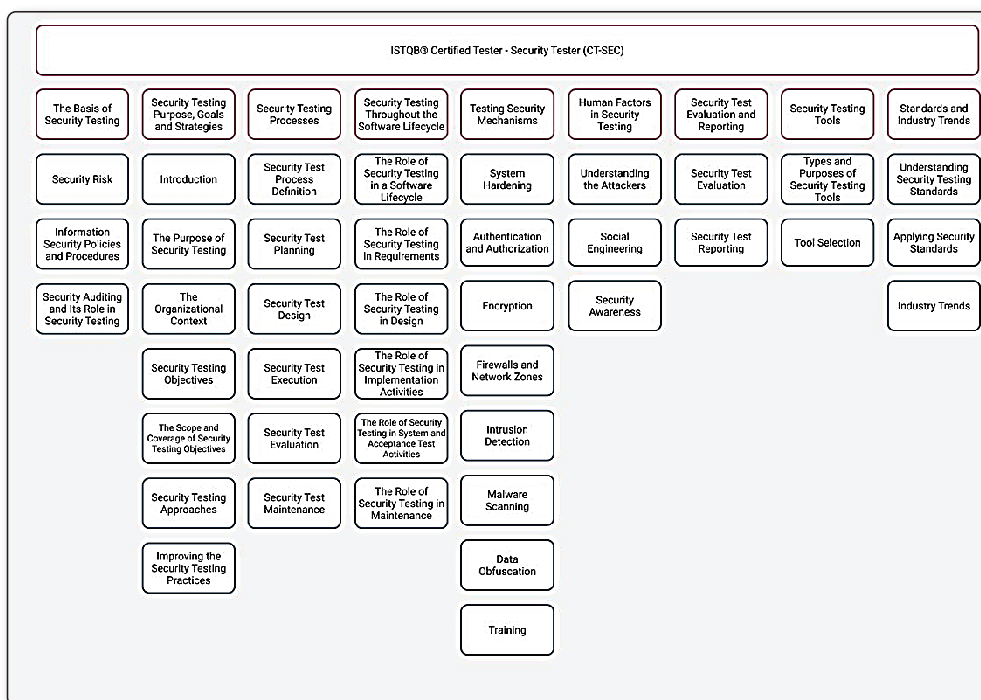 ISTQB® Certified Tester - Security Tester (CT-SEC)
The Basis of
Security Testing
Security Testing
Purpose, Goals
and Strategies
Security Testing
Processes
Security Testing
Throughout the
Software Lifecycle
Testing Security
Mechanisms
Human Factors
in Security
Testing
Security Test
Evaluation and
Reporting
Security Testing
Tools
Standards and
Industry Trends
Security Risk
Introduction
Security Test
Process
Definition
The Role of
Security Testing
in a Software
Lifecycle
System
Hardening
Understanding
the Attackers
Security Test
Evaluation
Types and
Purposes of
Security Testing
Tools
Understanding
Security Testing
Standards
Information
Security Policies
and Procedures
The Purpose of
Security Testing
Security Test
Planning
The Role of
Security Testing
in Requirements
Authentication
and Authorization
Social
Engineering
Security Test
Reporting
Tool Selection
Applying Security
Standards
Security Auditing
and Its Role in
Security Testing
The
Organizational
Context
Security Test
Design
The Role of
Security Testing
in Design
Encryption
Security
Awareness
Industry Trends
Security Testing
Objectives
Security Test
Execution
The Role of
Security Testing in
Implementation
Activities
Firewalls and
Network Zones
The Scope and
Coverage of Security
Testing Objectives
Security Test
Evaluation
The Role of Security
Testing in System and
Acceptance Test
Activities
Intrusion
Detection
Security Testing
Approaches
Security Test
Maintenance
The Role of
Security Testing in
Maintenance
Malware
Scanning
Improving the
Security Testing
Practices
Data
Obfuscation
Training